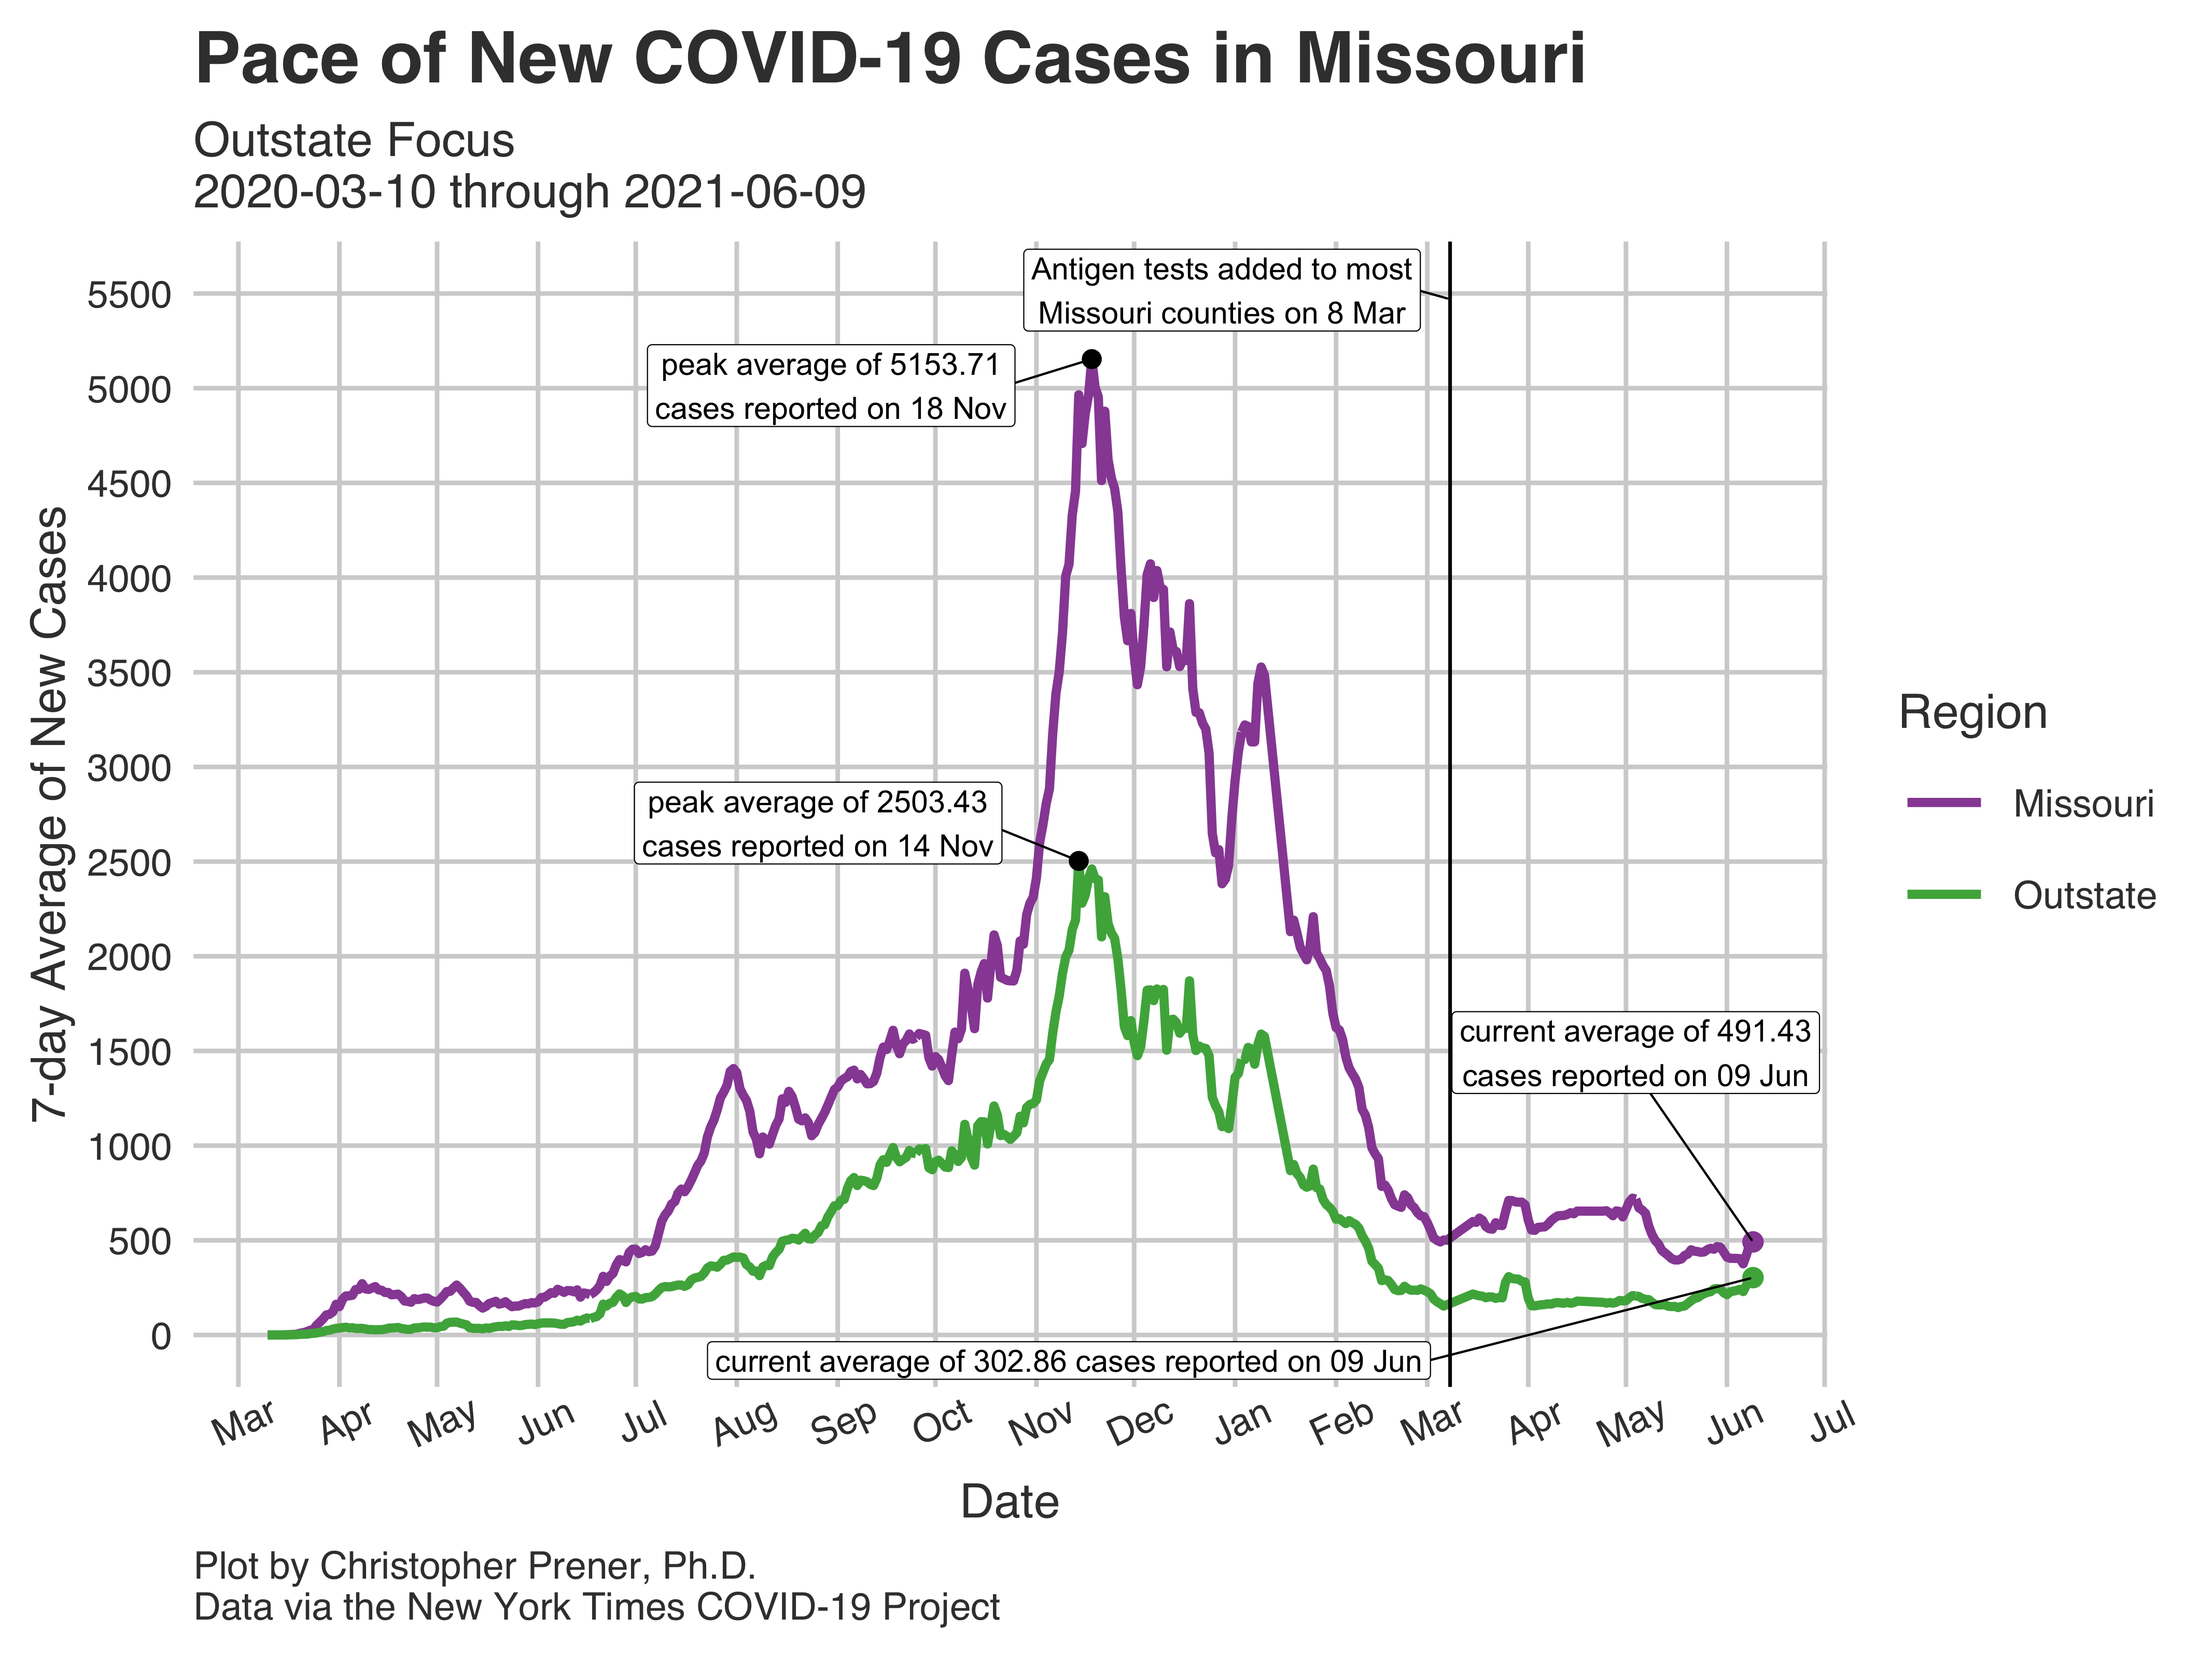 Pace of New COVID-19 Cases in Missouri
Outstate Focus
2020-03-10 through 2021-06-09
Antigen tests added to most
Missouri counties on 8 Mar
peak average of 5153.71
cases reported on 18 Nov
peak average of 2503.43
cases reported on 14 Nov
current average of 491.43
cases reported on 09 Jun
current average of 302.86 cases reported on 09 Jun
7-day Average of New Cases
5500
5000
4500
4000
3500
3000
2500
2000
1500
1000
500
0
Mar
Apr
May
Jun
Jul
Aug
Sep
Oct
Nov
Dec
Jan
Feb
Mar
Apr
May
Jun
Jul
Date
Region
Missouri
Outstate
Plot by Christopher Prener, Ph.D.
Data via the New York Times COVID-19 Project